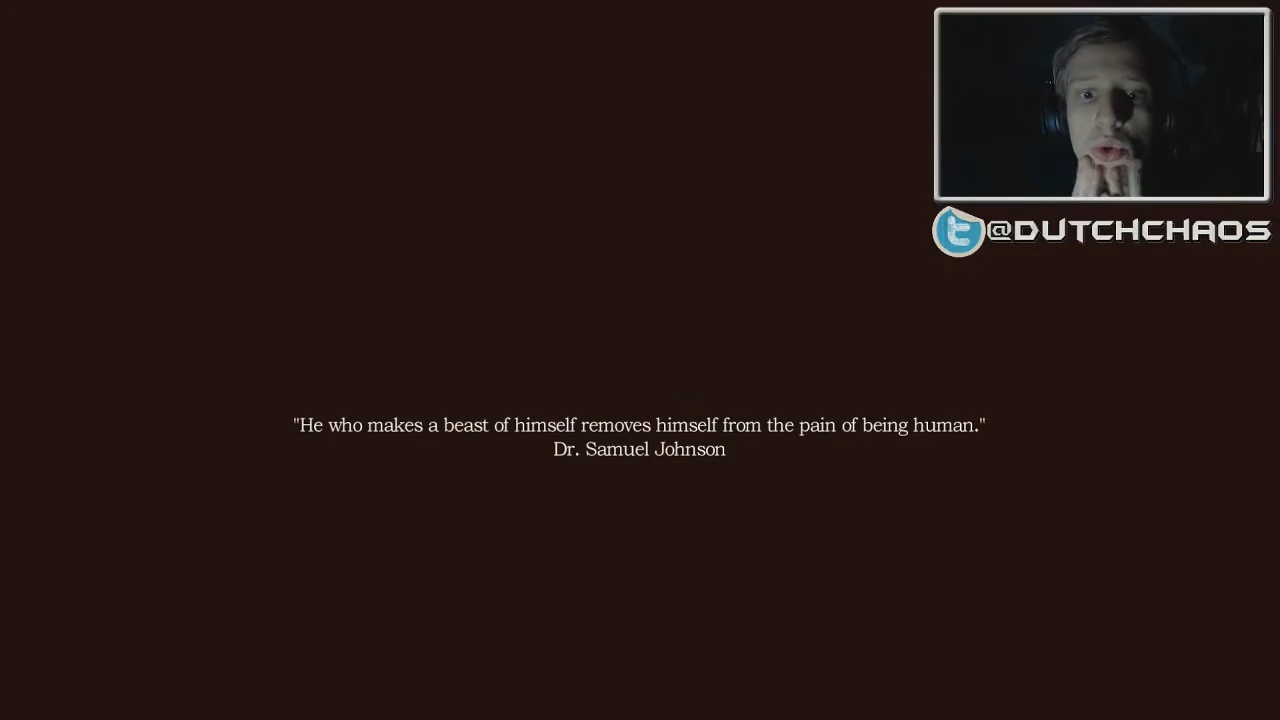 @DUTCHCHAOS
"He who makes a beast of himself removes himself from the pain of being human."
Dr. Samuel Johnson